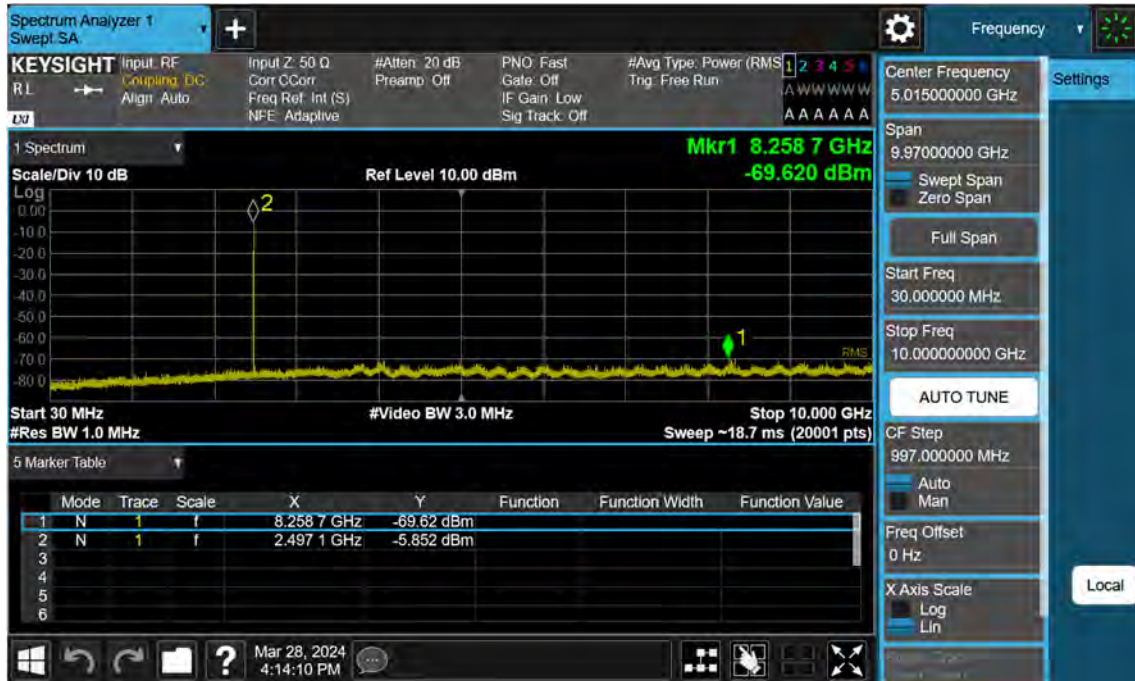 Spectrum Analyzer 1
Swept SA
Frequency
KEYSIGHT
RL
LXI
Input: RF
Coupling: DC
Align: Auto
Input Z: 50 Ω
Corr CCorr
Freq Ref: Int (S)
NFE: Adaptive
#Atten: 20 dB
Preamp: Off
PNO: Fast
Gate: Off
IF Gain: Low
Sig Track: Off
#Avg Type: Power (RMS
Trig: Free Run
1 2 3 4 5 6
A W W W W W
A A A A A A
1 Spectrum
Scale/Div 10 dB
Ref Level 10.00 dBm
Mkr1 8.258 7 GHz
-69.620 dBm
Log
0.00
-10.0
-20.0
-30.0
-40.0
-50.0
-60.0
-70.0
-80.0
2
1
RMS
Start 30 MHz
#Video BW 3.0 MHz
Stop 10.000 GHz
#Res BW 1.0 MHz
Sweep ~18.7 ms (20001 pts)
5 Marker Table
Mode Trace Scale X Y Function Function Width Function Value
1 N 1 f 8.258 7 GHz -69.62 dBm
2 N 1 f 2.497 1 GHz -5.852 dBm
3
4
5
6
Mar 28, 2024
4:14:10 PM
Center Frequency
5.015000000 GHz
Settings
Span
9.97000000 GHz
Swept Span
Zero Span
Full Span
Start Freq
30.000000 MHz
Stop Freq
10.000000000 GHz
AUTO TUNE
CF Step
997.000000 MHz
Auto
Man
Freq Offset
0 Hz
X Axis Scale
Log
Lin
Local